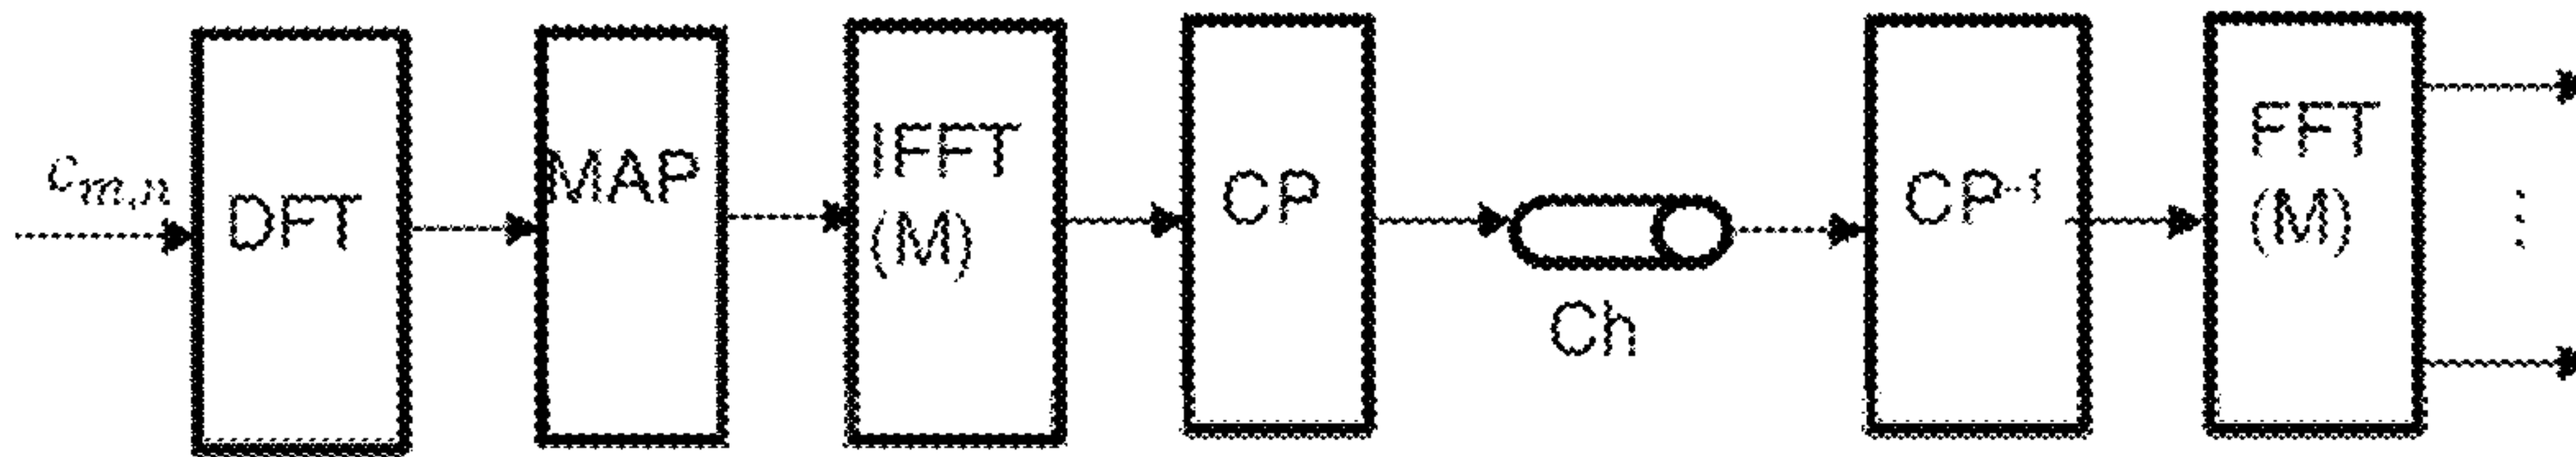 c_{m,n}
DFT
MAP
IFFT
(M)
CP
Ch
CP⁻¹
FFT
(M)
⋮